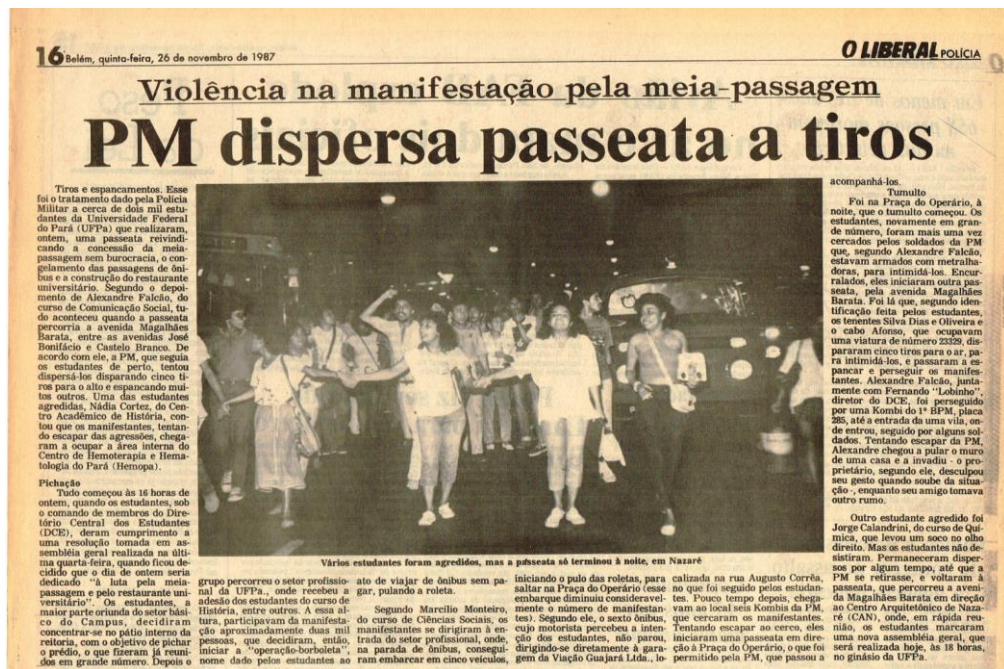 16 Belém, quinta-feira, 26 de novembro de 1987
O LIBERAL POLÍCIA
Violência na manifestação pela meia-passagem
PM dispersa passeata a tiros
Tiros e espancamentos. Esse
foi o tratamento dado pela Polícia
Militar a cerca de dois mil estu-
dantes da Universidade Federal
do Pará (UFPa) que realizaram,
ontem, uma passeata reivindi-
cando a concessão da meia-
passagem sem burocracia, o con-
gelamento das passagens de ôni-
bus e a construção do restaurante
universitário. Segundo o depoi-
mento de Alexandre Falcão, do
curso de Comunicação Social, tu-
do aconteceu quando a passeata
percorria a avenida Magalhães
Barata, entre as avenidas José
Bonifácio e Castelo Branco. De
acordo com ele, a PM, que seguia
os estudantes de perto, tentou
dispersá-los disparando cinco ti-
ros para o alto e espancando mui-
tos outros. Uma das estudantes
agredidas, Nádia Cortez, do Cen-
tro Acadêmico de História, con-
tou que os manifestantes, tentan-
do escapar das agressões, chega-
ram a ocupar a área interna do
Centro de Hemoterapia e Hema-
tologia do Pará (Hemopa).
Pichação
Tudo começou às 16 horas de
ontem, quando os estudantes, sob
o comando de membros do Dire-
tório Central dos Estudantes
(DCE), deram cumprimento a
uma resolução tomada em as-
sembléia geral realizada na últi-
ma quarta-feira, quando ficou de-
cidido que o dia de ontem seria
dedicado "à luta pela meia-
passagem e pelo restaurante uni-
versitário". Os estudantes, a
maior parte oriunda do setor bási-
co do Campus, decidiram
concentrar-se no pátio interno da
reitoria, com o objetivo de pichar
o prédio, o que fizeram já reuni-
dos em grande número. Depois o
Vários estudantes foram agredidos, mas a passeata só terminou à noite, em Nazaré
grupo percorreu o setor profissio-
nal da UFPa., onde recebeu a
adesão dos estudantes do curso de
História, entre outros. A essa al-
tura, participavam da manifesta-
ção aproximadamente duas mil
pessoas, que decidiram, então,
iniciar a "operação-borboleta",
nome dado pelos estudantes ao
ato de viajar de ônibus sem pa-
gar, pulando a roleta.
Segundo Marcílio Monteiro,
do curso de Ciências Sociais, os
manifestantes se dirigiram à en-
trada do setor profissional, onde,
na parada de ônibus, consegui-
ram embarcar em cinco veículos,
iniciando o pulo das roletas, para
saltar na Praça do Operário (esse
embarque diminuiu consideravel-
mente o número de manifestan-
tes). Segundo ele, o sexto ônibus,
cujo motorista percebeu a inten-
ção dos estudantes, não parou,
dirigindo-se diretamente à gara-
gem da Viação Guajará Ltda., lo-
calizada na rua Augusto Corrêa,
no que foi seguido pelos estudan-
tes. Pouco tempo depois, chega-
vam ao local seis Kombis da PM,
que cercaram os manifestantes.
Tentando escapar ao cerco, eles
iniciaram uma passeata em dire-
ção à Praça do Operário, o que foi
permitido pela PM, que passou a
acompanhá-los.
Tumulto
Foi na Praça do Operário, à
noite, que o tumulto começou. Os
estudantes, novamente em gran-
de número, foram mais uma vez
cercados pelos soldados da PM
que, segundo Alexandre Falcão,
estavam armados com metralha-
doras, para intimidá-los. Encur-
ralados, eles iniciaram outra pas-
seata, pela avenida Magalhães
Barata. Foi lá que, segundo iden-
tificação feita pelos estudantes,
os tenentes Silva Dias e Oliveira e
o cabo Afonso, que ocupavam
uma viatura de número 23329, dis-
pararam cinco tiros para o ar, pa-
ra intimidá-los, e passaram a es-
pancar e perseguir os manifes-
tantes. Alexandre Falcão, junta-
mente com Fernando "Lobinho",
diretor do DCE, foi perseguido
por uma Kombi do 1º BPM, placa
285, até a entrada de uma vila, on-
de entrou, seguido por alguns sol-
dados. Tentando escapar da PM,
Alexandre chegou a pular o muro
de uma casa e a invadiu - o pro-
prietário, segundo ele, desculpou
seu gesto quando soube da situa-
ção -, enquanto seu amigo tomava
outro rumo.
Outro estudante agredido foi
Jorge Calandrini, do curso de Quí-
mica, que levou um soco no olho
direito. Mas os estudantes não de-
sistiram. Permaneceram disper-
sos por algum tempo, até que a
PM se retirasse, e voltaram à
passeata, que percorreu a aveni-
da Magalhães Barata em direção
ao Centro Arquitetônico de Naza-
ré (CAN), onde, em rápida reu-
nião, os estudantes marcaram
uma nova assembléia geral, que
será realizada hoje, às 18 horas,
no ginásio da UFPa.